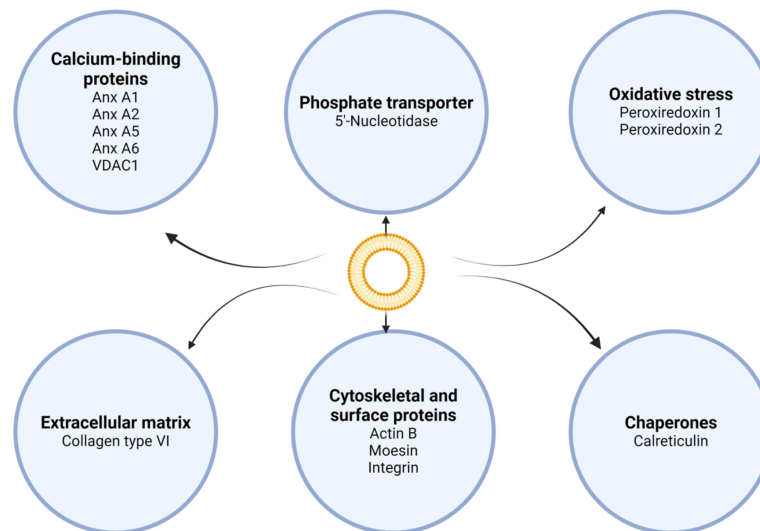 Calcium-binding
proteins
Anx A1
Anx A2
Anx A5
Anx A6
VDAC1
Phosphate transporter
5'-Nucleotidase
Oxidative stress
Peroxiredoxin 1
Peroxiredoxin 2
Extracellular matrix
Collagen type VI
Cytoskeletal and
surface proteins
Actin B
Moesin
Integrin
Chaperones
Calreticulin